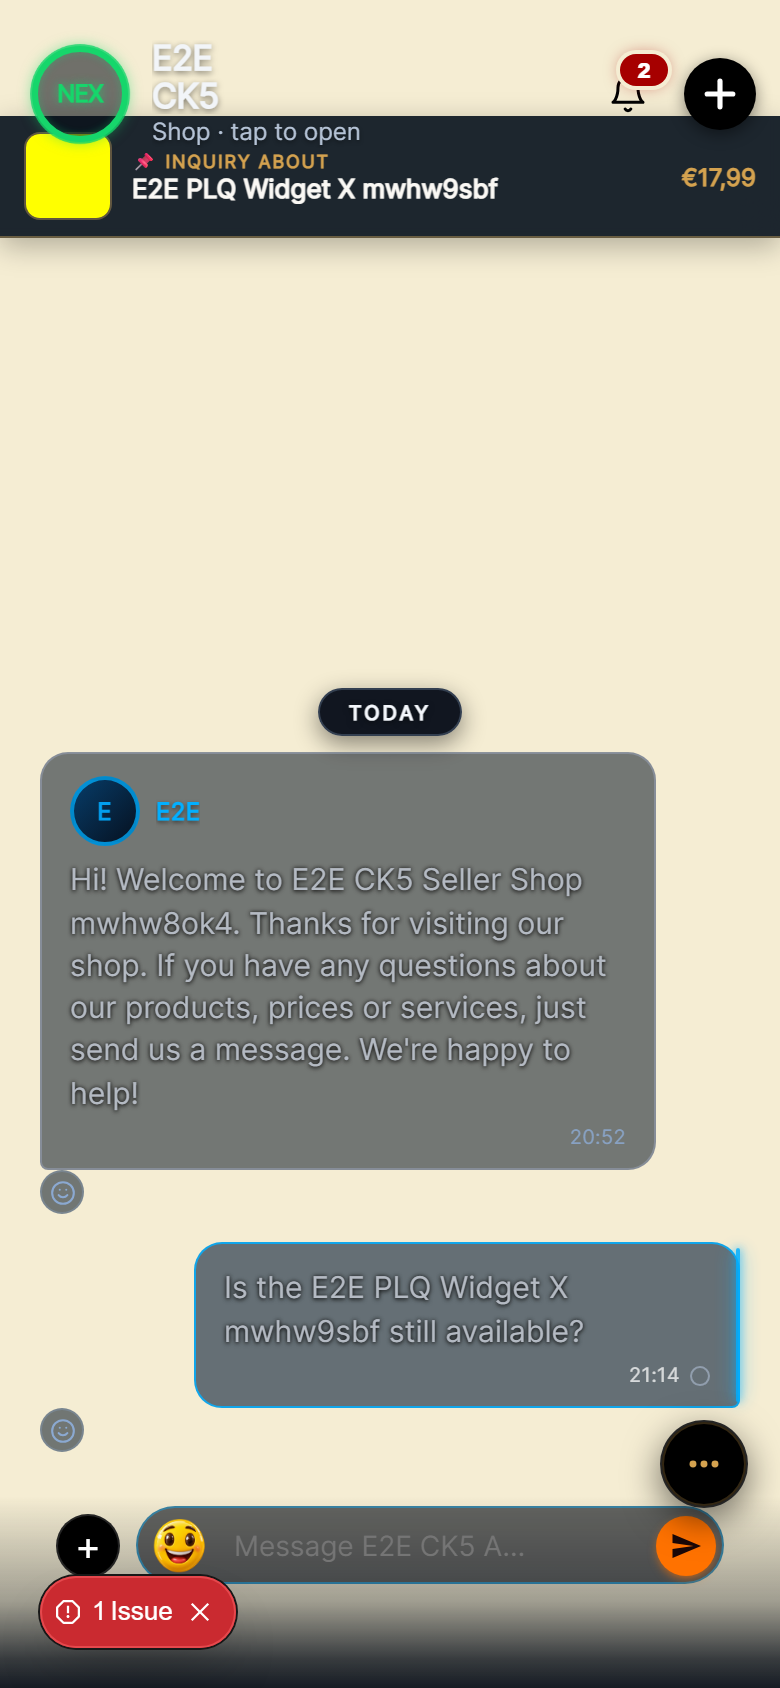 NEX
E2E
CK5
Shop · tap to open
2
📌 INQUIRY ABOUT
E2E PLQ Widget X mwhw9sbf
€17,99
TODAY
E
E2E
Hi! Welcome to E2E CK5 Seller Shop
mwhw8ok4. Thanks for visiting our
shop. If you have any questions about
our products, prices or services, just
send us a message. We're happy to
help!
20:52
Is the E2E PLQ Widget X
mwhw9sbf still available?
21:14
Message E2E CK5 A...
1 Issue